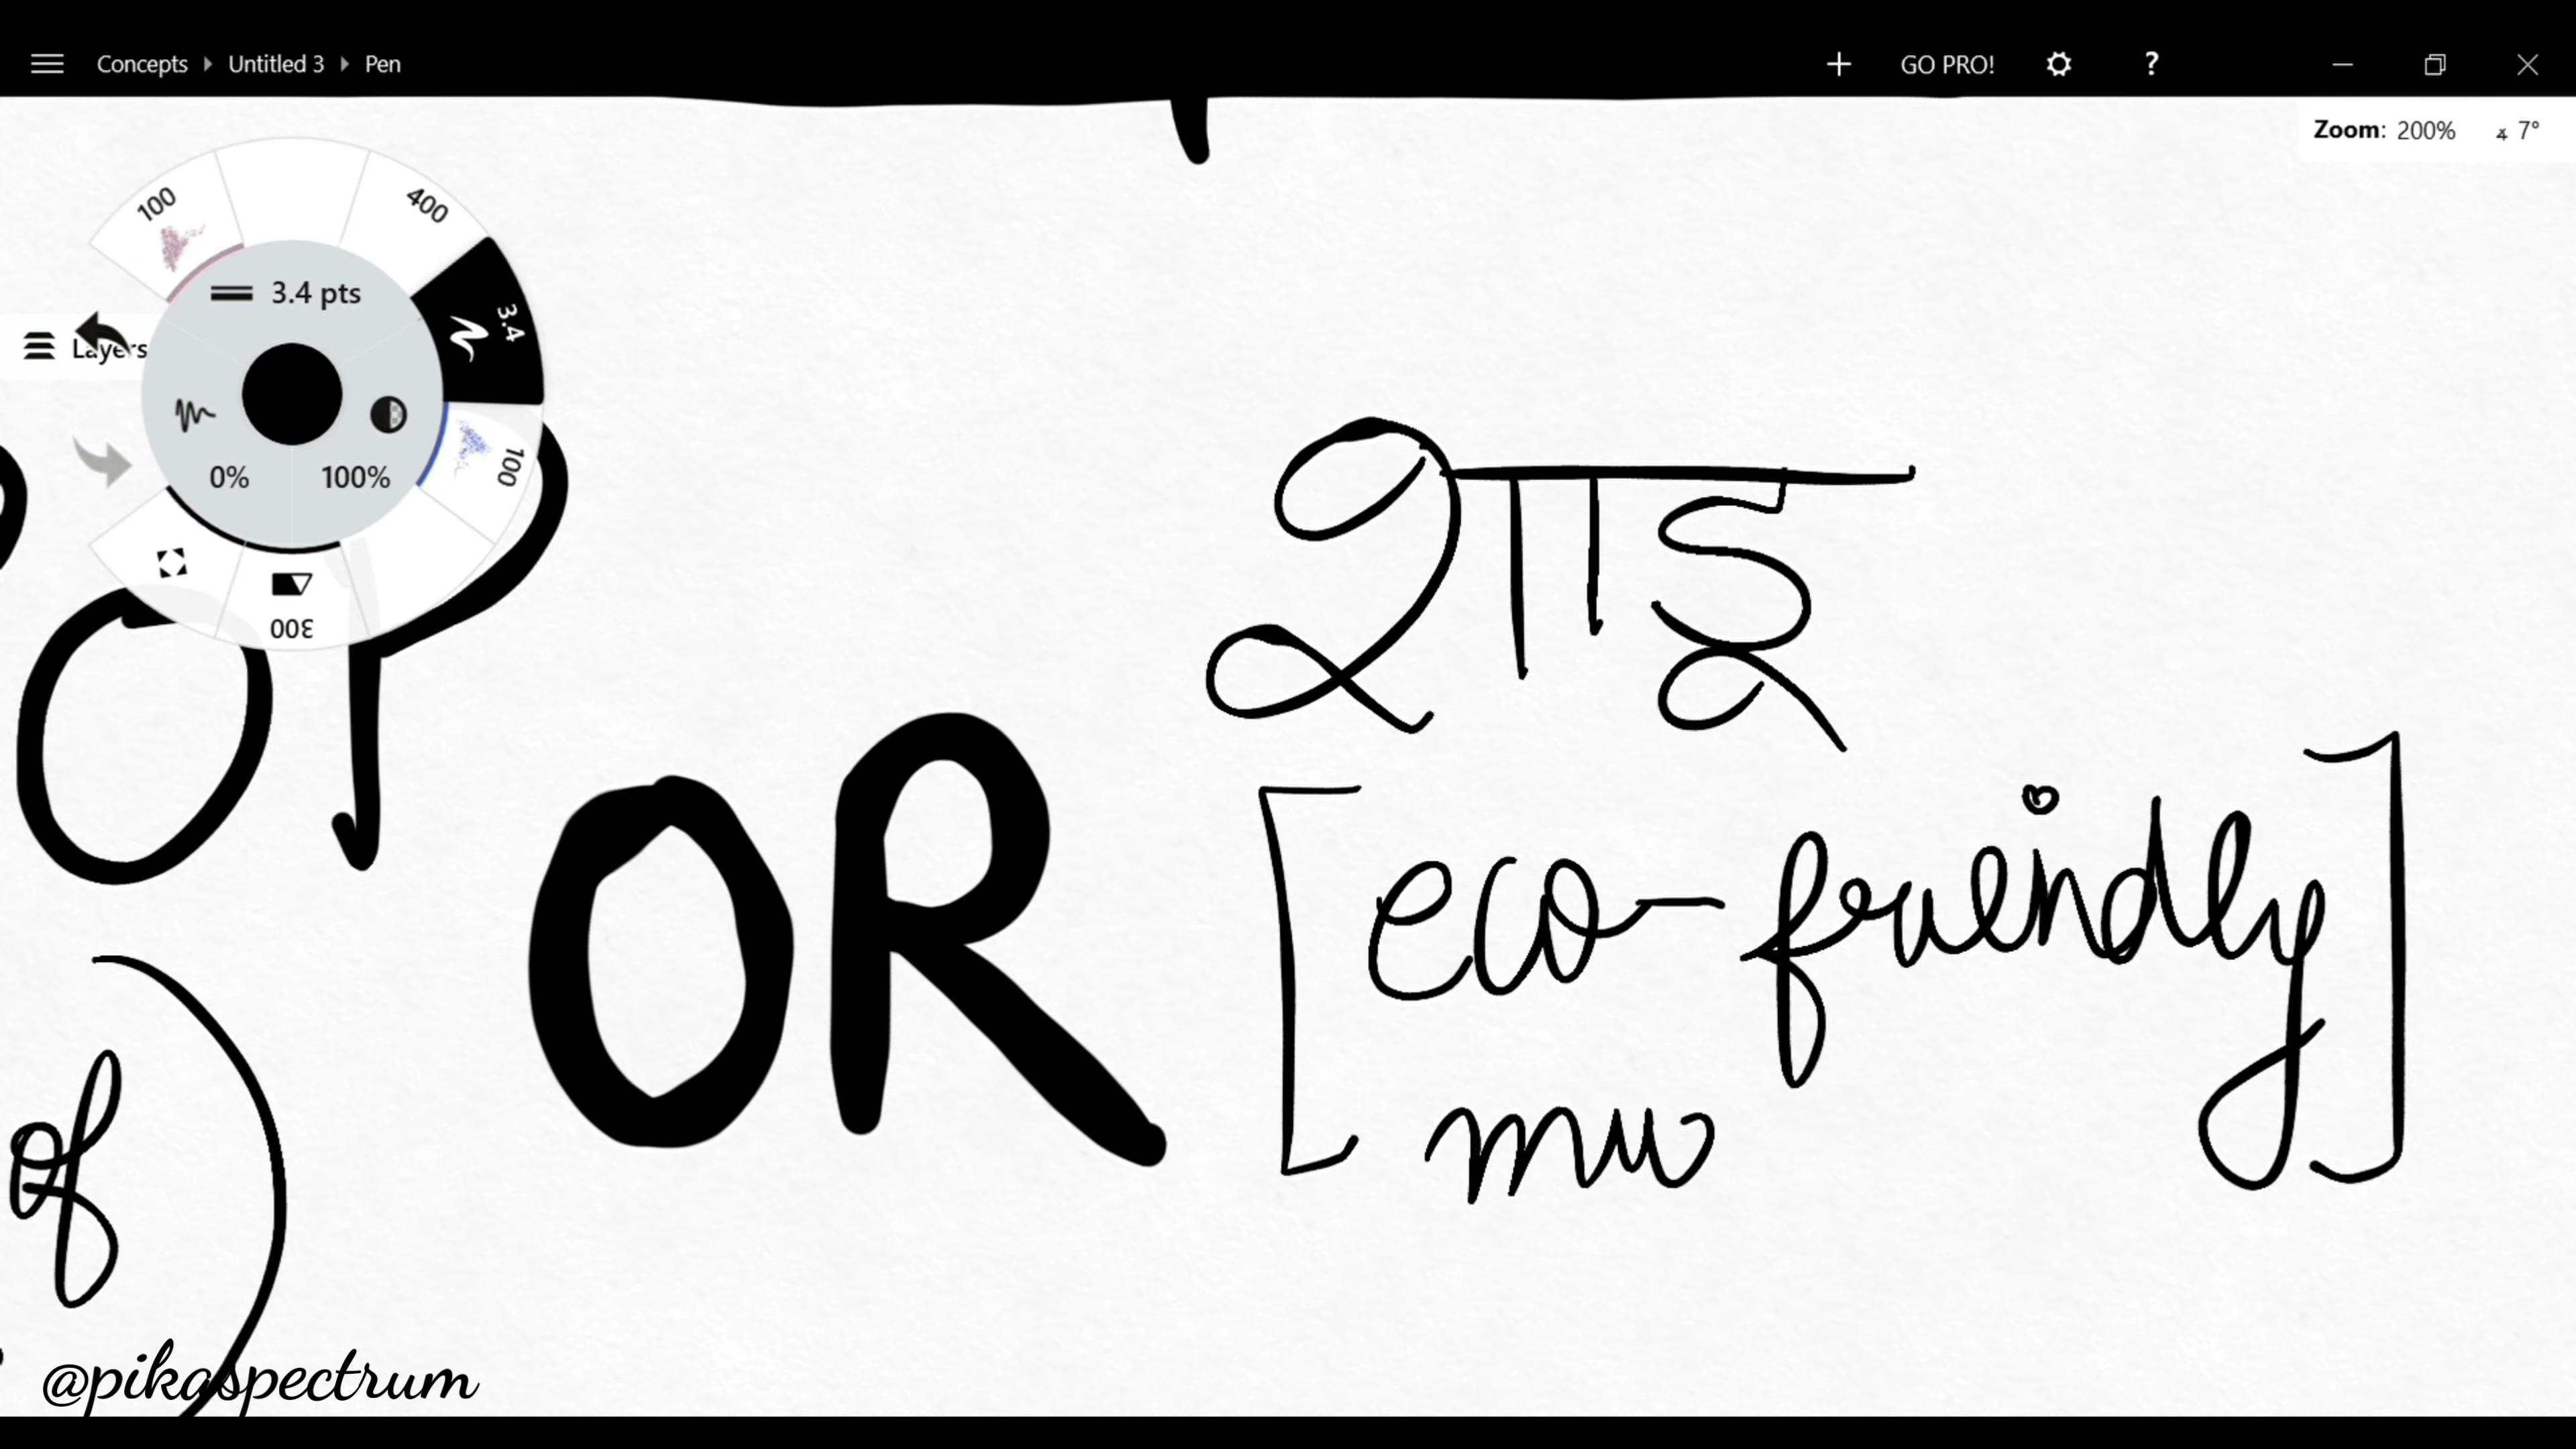 Concepts Untitled 3 Pen
GO PRO! ?
Zoom: 200% 7°
100
400
3.4 pts
3.4
Layers
100
0% 100%
300
शाड़
OR
[eco-friendly]
of)
@pikaspectrum